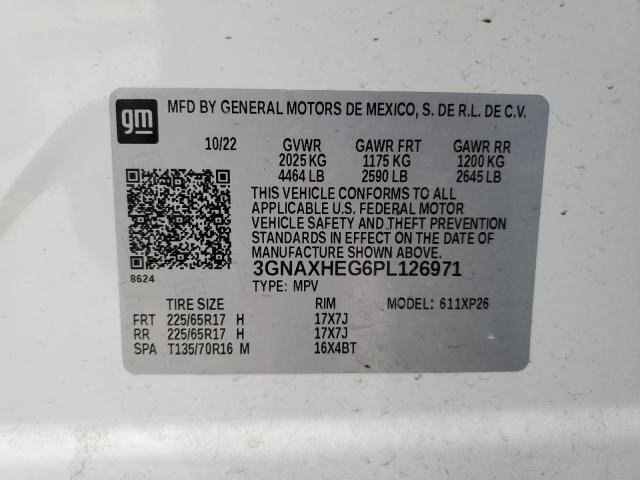 gm
MFD BY GENERAL MOTORS DE MEXICO, S. DE R.L. DE C.V.
10/22 GVWR GAWR FRT GAWR RR
2025 KG 1175 KG 1200 KG
4464 LB 2590 LB 2645 LB
THIS VEHICLE CONFORMS TO ALL
APPLICABLE U.S. FEDERAL MOTOR
VEHICLE SAFETY AND THEFT PREVENTION
STANDARDS IN EFFECT ON THE DATE OF
MANUFACTURE SHOWN ABOVE.
8624
3GNAXHEG6PL126971
TYPE: MPV
TIRE SIZE RIM MODEL: 611XP26
FRT 225/65R17 H 17X7J
RR 225/65R17 H 17X7J
SPA T135/70R16 M 16X4BT